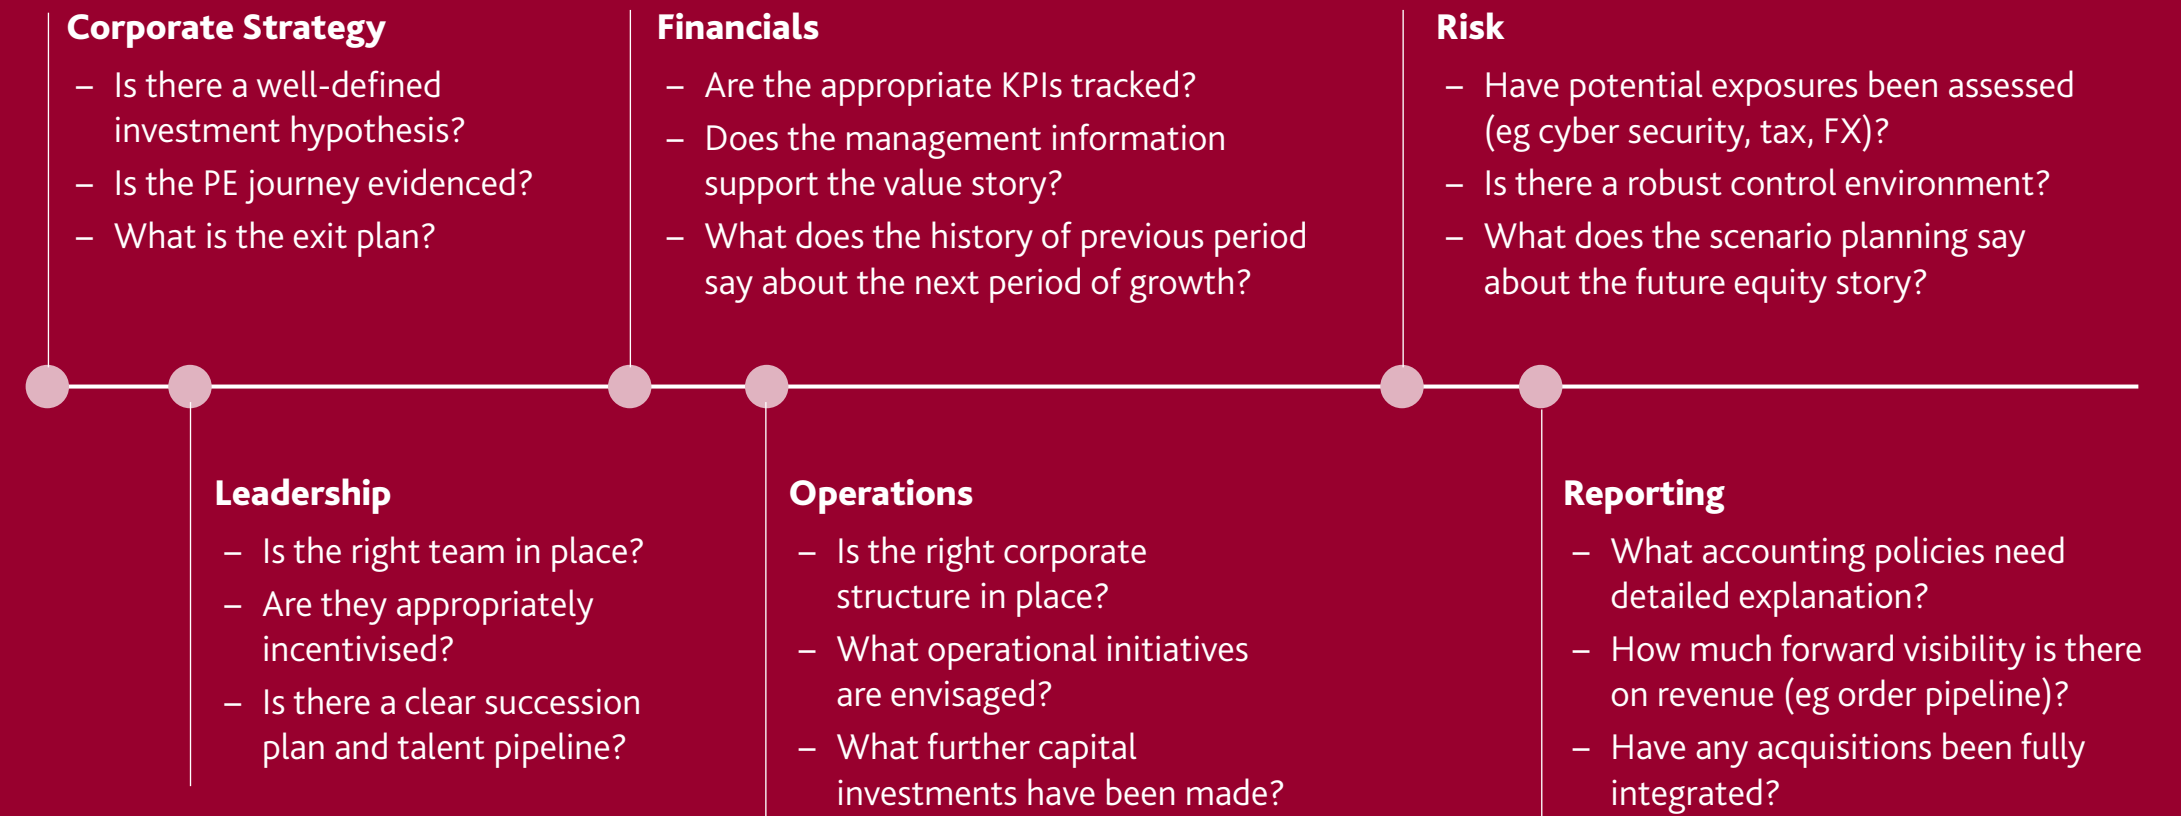 Corporate Strategy
– Is there a well-defined
investment hypothesis?
– Is the PE journey evidenced?
– What is the exit plan?
Financials
– Are the appropriate KPIs tracked?
– Does the management information
support the value story?
– What does the history of previous period
say about the next period of growth?
Risk
– Have potential exposures been assessed
(eg cyber security, tax, FX)?
– Is there a robust control environment?
– What does the scenario planning say
about the future equity story?
Leadership
– Is the right team in place?
– Are they appropriately
incentivised?
– Is there a clear succession
plan and talent pipeline?
Operations
– Is the right corporate
structure in place?
– What operational initiatives
are envisaged?
– What further capital
investments have been made?
Reporting
– What accounting policies need
detailed explanation?
– How much forward visibility is there
on revenue (eg order pipeline)?
– Have any acquisitions been fully
integrated?